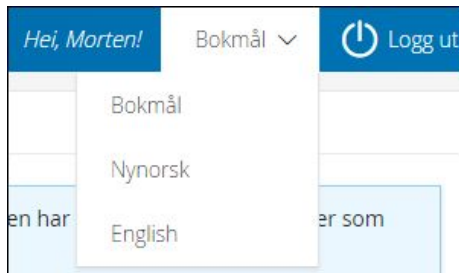 Hei, Morten! Bokmål Logg ut
Bokmål
Nynorsk
en har er som
English